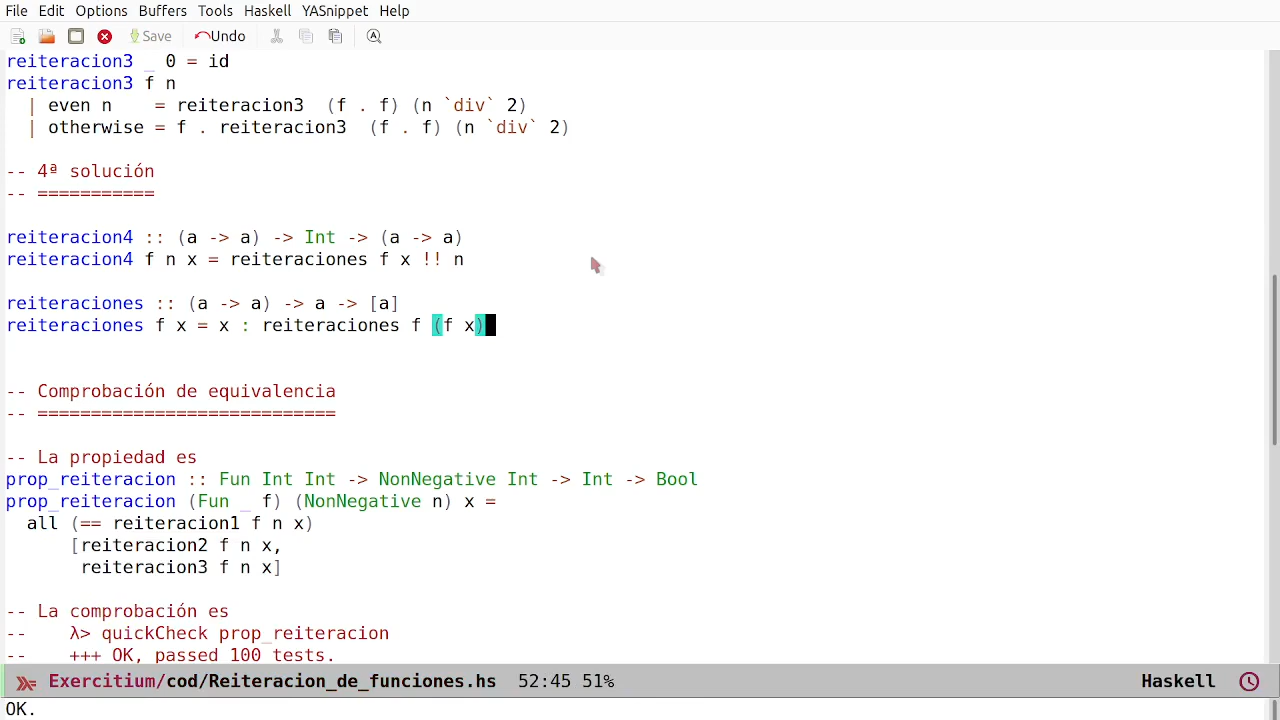 File Edit Options Buffers Tools Haskell YASnippet Help
Save Undo
reiteracion3 _ 0 = id
reiteracion3 f n
  | even n    = reiteracion3  (f . f) (n `div` 2)
  | otherwise = f . reiteracion3  (f . f) (n `div` 2)
-- 4ª solución
-- ===========
reiteracion4 :: (a -> a) -> Int -> (a -> a)
reiteracion4 f n x = reiteraciones f x !! n
reiteraciones :: (a -> a) -> a -> [a]
reiteraciones f x = x : reiteraciones f (f x)
-- Comprobación de equivalencia
-- ============================
-- La propiedad es
prop_reiteracion :: Fun Int Int -> NonNegative Int -> Int -> Bool
prop_reiteracion (Fun _ f) (NonNegative n) x =
  all (== reiteracion1 f n x)
      [reiteracion2 f n x,
       reiteracion3 f n x]
-- La comprobación es
--    λ> quickCheck prop_reiteracion
--    +++ OK, passed 100 tests.
Exercitium/cod/Reiteracion_de_funciones.hs 52:45 51% Haskell
OK.